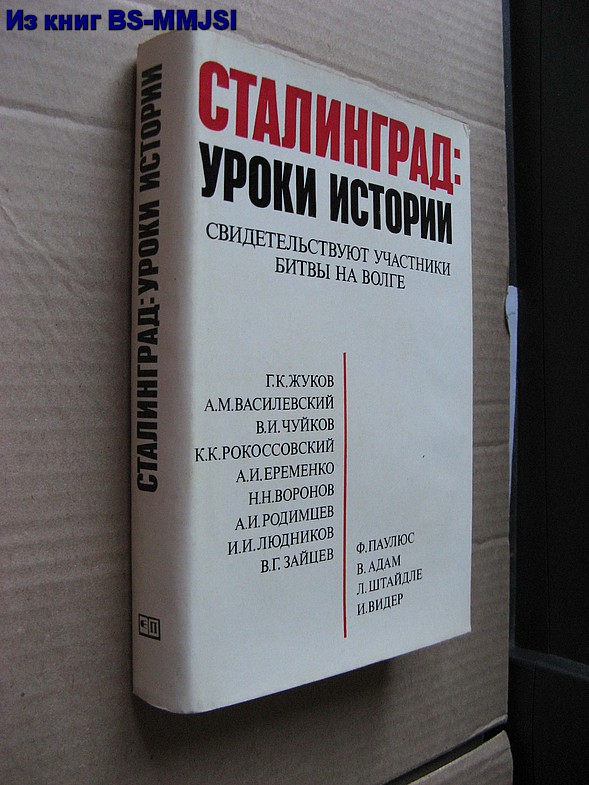 Из книг BS-MMJSI
СТАЛИНГРАД: УРОКИ ИСТОРИИ
СТАЛИНГРАД:
УРОКИ ИСТОРИИ
СВИДЕТЕЛЬСТВУЮТ УЧАСТНИКИ
БИТВЫ НА ВОЛГЕ
Г.К.ЖУКОВ
А.М.ВАСИЛЕВСКИЙ
В.И.ЧУЙКОВ
К.К.РОКОССОВСКИЙ
А.И.ЕРЕМЕНКО
Н.Н.ВОРОНОВ
А.И.РОДИМЦЕВ
И.И.ЛЮДНИКОВ
В.Г.ЗАЙЦЕВ
Ф.ПАУЛЮС
В.АДАМ
Л.ШТАЙДЛЕ
И.ВИДЕР